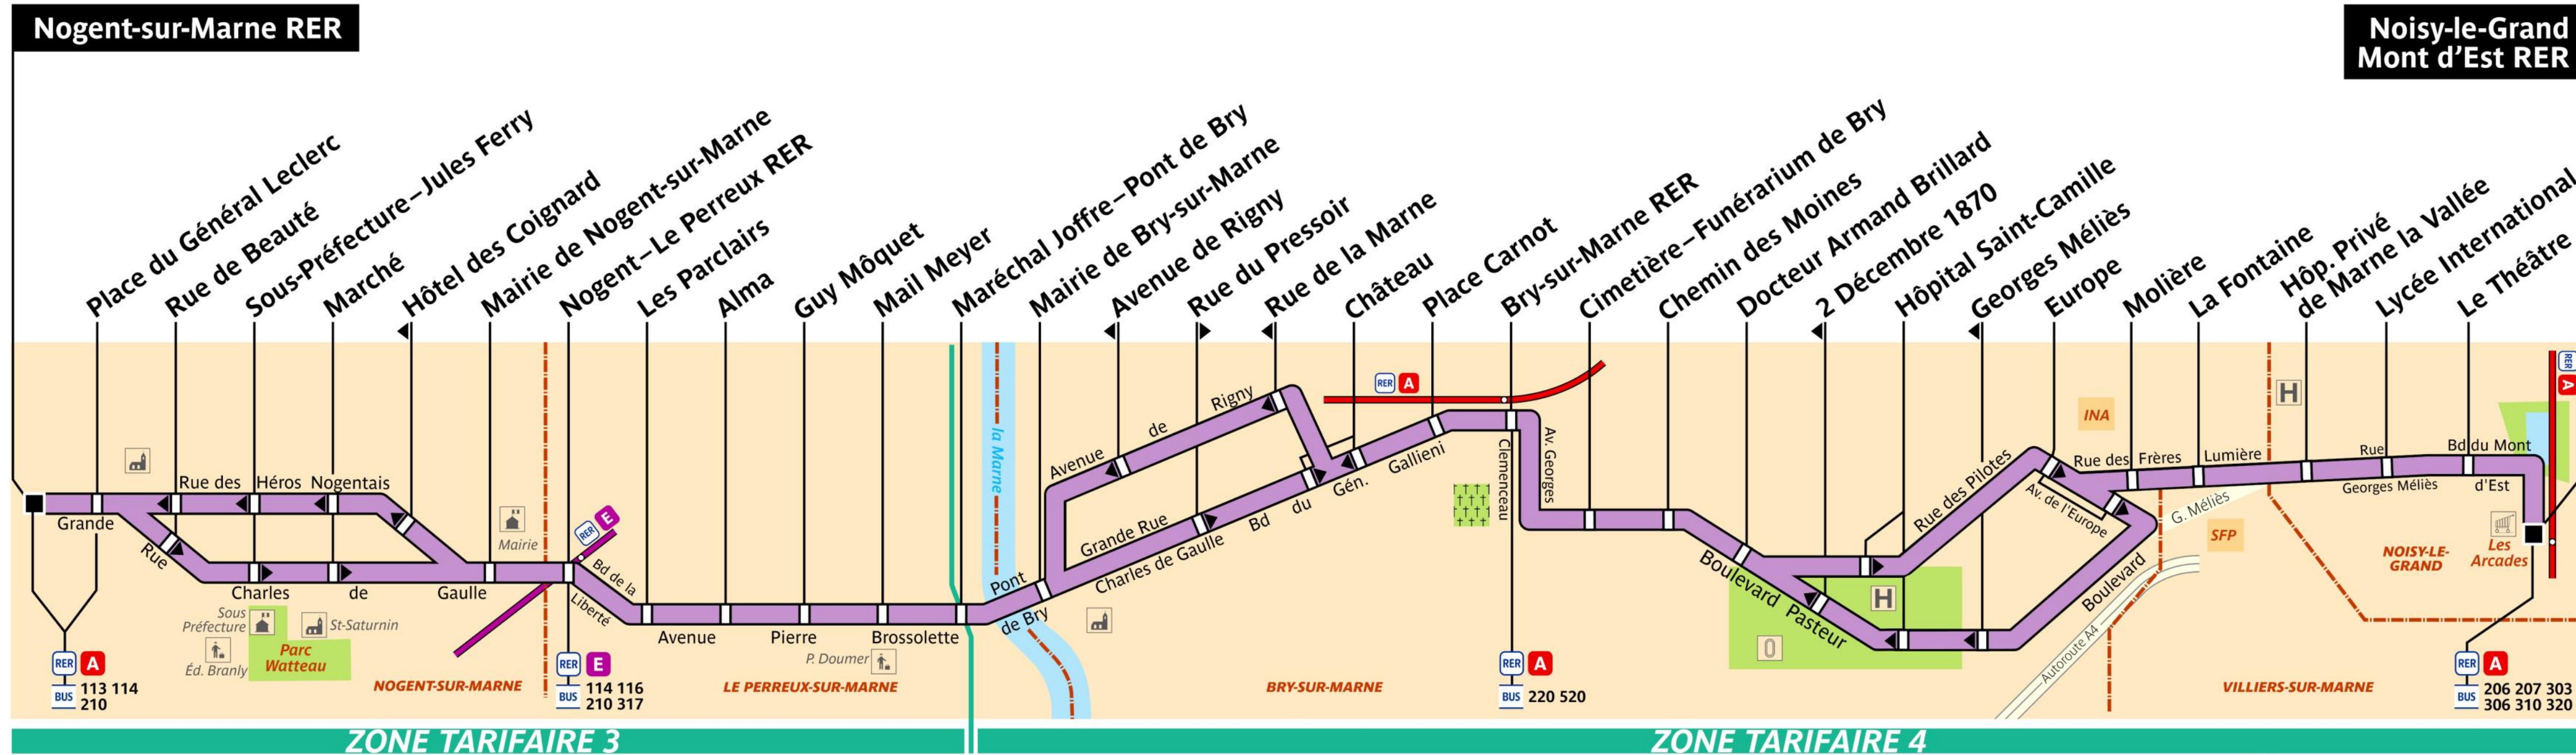 Nogent-sur-Marne RER
Noisy-le-Grand
Mont d'Est RER
Place du Général Leclerc
Rue de Beauté
Sous-Préfecture–Jules Ferry
Marché
Hôtel des Coignard
Mairie de Nogent-sur-Marne
Nogent–Le Perreux RER
Les Parclairs
Alma
Guy Môquet
Mail Meyer
Maréchal Joffre–Pont de Bry
Mairie de Bry-sur-Marne
Avenue de Rigny
Rue du Pressoir
Rue de la Marne
Château
Place Carnot
Bry-sur-Marne RER
Cimetière–Funérarium de Bry
Chemin des Moines
Docteur Armand Brillard
2 Décembre 1870
Hôpital Saint-Camille
Georges Méliès
Europe
Molière
La Fontaine
Hôp. Privé
de Marne la Vallée
Lycée International
Le Théâtre
Grande
Rue
Rue des Héros Nogentais
Charles de Gaulle
Sous
Préfecture
St-Saturnin
Éd. Branly
Parc
Watteau
Mairie
RER E
Bd de la
Liberté
Avenue Pierre Brossolette
P. Doumer
la Marne
Pont
de Bry
Avenue de Rigny
Grande Rue
Charles de Gaulle
Bd du Gén. Gallieni
RER A
Clemenceau
Av. Georges
Boulevard Pasteur
H
Rue des Pilotes
Av. de l'Europe
Boulevard
Autoroute A4
G. Méliès
INA
SFP
Rue des Frères Lumière
H
Rue
Georges Méliès
Bd du Mont
d'Est
Les
Arcades
RER
A
NOGENT-SUR-MARNE
LE PERREUX-SUR-MARNE
BRY-SUR-MARNE
VILLIERS-SUR-MARNE
NOISY-LE-
GRAND
RER A
BUS 113 114
210
RER E
BUS 114 116
210 317
RER A
BUS 220 520
RER A
BUS 206 207 303
306 310 320
ZONE TARIFAIRE 3
ZONE TARIFAIRE 4